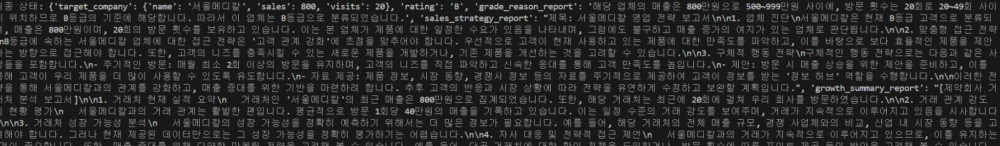 종 상태: {'target_company': {'name': '서울메디칼', 'sales': 800, 'visits': 20}, 'rating': 'B', 'grade_reason_report': '해당 업체의 매출은 800만원으로 500~999만원 사이에, 방문 횟수는 20회로 20~49회 사이
위치하므로 B등급의 기준에 해당합니다. 따라서 이 업체는 B등급으로 분류되었습니다.', 'sales_strategy_report': "제목: 서울메디칼 영업 전략 보고서\n\n1. 업체 진단\n서울메디칼은 현재 B등급 고객으로 분류되
, 매출은 800만원이며, 20회의 방문 횟수를 보유하고 있습니다. 이는 본 업체가 제품에 대한 일정한 수요가 있음을 나타내며, 그럼에도 불구하고 매출 증가의 여지가 있는 업체로 판단됩니다.\n\n2. 맞춤형 접근 전략
nB등급에 속하는 서울메디칼 업체에 대한 접근 전략은 '고객 관계 강화'에 초점을 맞추어야 합니다. 우선적으로 고객이 현재 사용하고 있는 제품에 대한 만족도를 파악하고, 이를 바탕으로 보다 효율적인 제품을 제안
는 방향으로 접근해야 합니다. 또한, 고객의 니즈를 충족시킬 수 있는 새로운 제품을 개발하거나, 기존 제품을 개선하는 것을 고려할 수 있습니다.\n\n3. 구체적 행동 전략\n구체적인 행동 전략으로는 다음과 같은 사
들을 포함합니다.\n- 주기적인 방문: 매월 최소 2회 이상의 방문을 유지하며, 고객의 니즈를 직접 파악하고 신속한 응대를 통해 고객 만족도를 높입니다.\n- 제안: 방문 시 매출 상승을 위한 제안을 준비하고, 이를
해 고객이 우리 제품을 더 많이 사용할 수 있도록 유도합니다.\n- 자료 제공: 제품 정보, 시장 동향, 경쟁사 정보 등의 자료를 주기적으로 제공하여 고객이 정보를 받는 '정보 허브' 역할을 수행합니다.\n\n이러한 전
을 통해 서울메디칼과의 관계를 강화하고, 매출 증대를 위한 기반을 마련하려 합니다. 추후 고객의 반응과 시장 상황에 따라 전략을 유연하게 수정하고 보완할 계획입니다.", 'growth_summary_report': "[제약회사 거
처 분석 보고서]\n\n1. 거래처 현재 실적 요약\n   거래처인 '서울메디칼'의 최근 매출은 800만원으로 집계되었습니다. 또한, 해당 거래처는 최근에 20회에 걸쳐 우리 회사를 방문하였습니다.\n\n2. 거래 관계 강도
현황 평가\n   서울메디칼과의 거래 관계는 활발한 편입니다. 평균적으로 방문 1회당 40만원의 매출을 기록하고 있습니다. 이는 일정 수준의 거래 강도를 보여주며, 거래가 지속적으로 이루어지고 있음을 시사합니다
\n\n3. 거래처 성장 가능성 분석\n   서울메디칼의 성장 가능성을 정확히 예측하기 위해서는 더 많은 정보가 필요합니다. 예를 들어, 해당 거래처의 전체 매출 규모, 경쟁 사업체와의 비교, 산업 내 시장 동향 등을 고
해야 합니다. 그러나 현재 제공된 데이터만으로는 그 성장 가능성을 정확히 평가하기는 어렵습니다.\n\n4. 자사 대응 및 전략적 접근 제언\n   서울메디칼과의 거래가 지속적으로 이루어지고 있으므로, 이를 유지하는